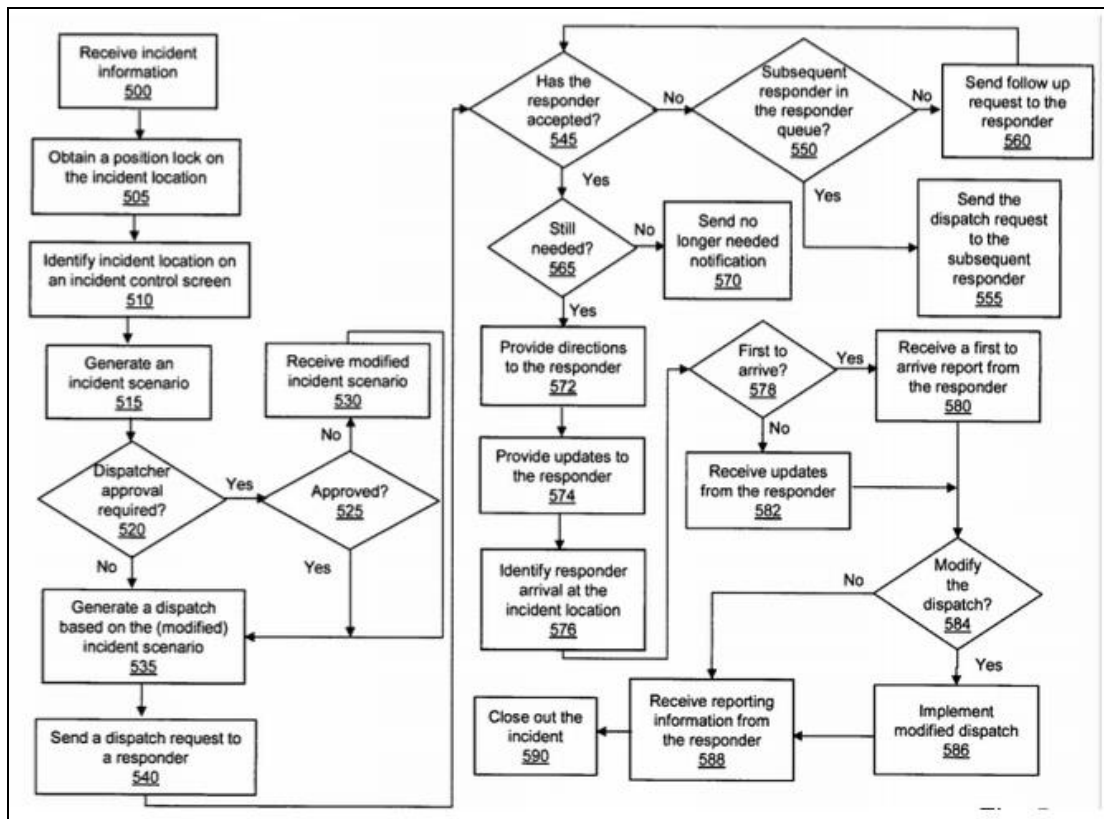 Receive incident
information
500
Obtain a position lock on
the incident location
505
Identify incident location on
an incident control screen
510
Generate an
incident scenario
515
Receive modified
incident scenario
530
No
Dispatcher
approval
required?
520
Yes
Approved?
525
No
Yes
Generate a dispatch
based on the (modified)
incident scenario
535
Send a dispatch request to
a responder
540
Has the
responder
accepted?
545
No
Subsequent
responder in
the responder
queue?
550
No
Send follow up
request to the
responder
560
Yes
Yes
Send the
dispatch request
to the
subsequent
responder
555
Still
needed?
565
No
Send no
longer needed
notification
570
Yes
Provide directions
to the responder
572
First to
arrive?
578
Yes
Receive a first to
arrive report from
the responder
580
No
Provide updates to
the responder
574
Receive updates
from the responder
582
Identify responder
arrival at the
incident location
576
Modify
the
dispatch?
584
No
Yes
Implement
modified dispatch
586
Receive reporting
information from
the responder
588
Close out the
incident
590